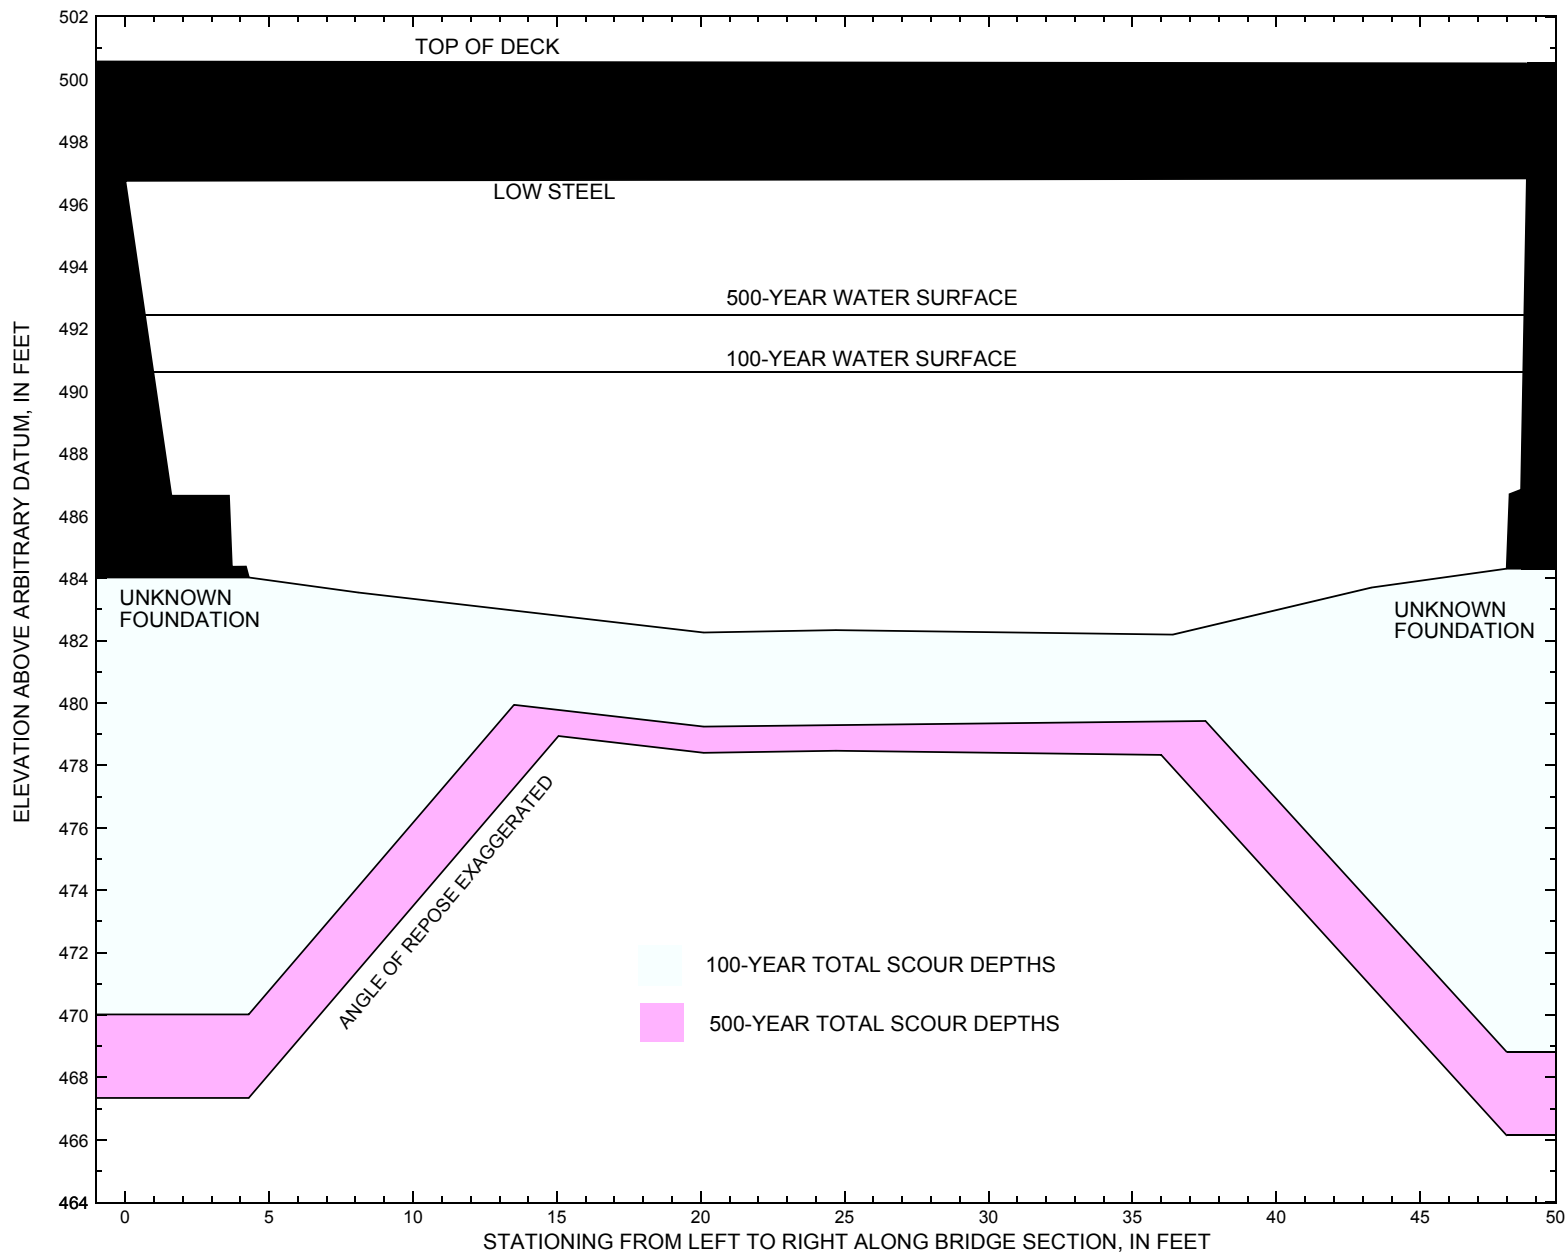 502
500
498
496
494
492
490
488
486
484
482
480
478
476
474
472
470
468
466
464
ELEVATION ABOVE ARBITRARY DATUM, IN FEET
TOP OF DECK
LOW STEEL
500-YEAR WATER SURFACE
100-YEAR WATER SURFACE
UNKNOWN
FOUNDATION
UNKNOWN
FOUNDATION
ANGLE OF REPOSE EXAGGERATED
100-YEAR TOTAL SCOUR DEPTHS
500-YEAR TOTAL SCOUR DEPTHS
0 5 10 15 20 25 30 35 40 45 50
STATIONING FROM LEFT TO RIGHT ALONG BRIDGE SECTION, IN FEET